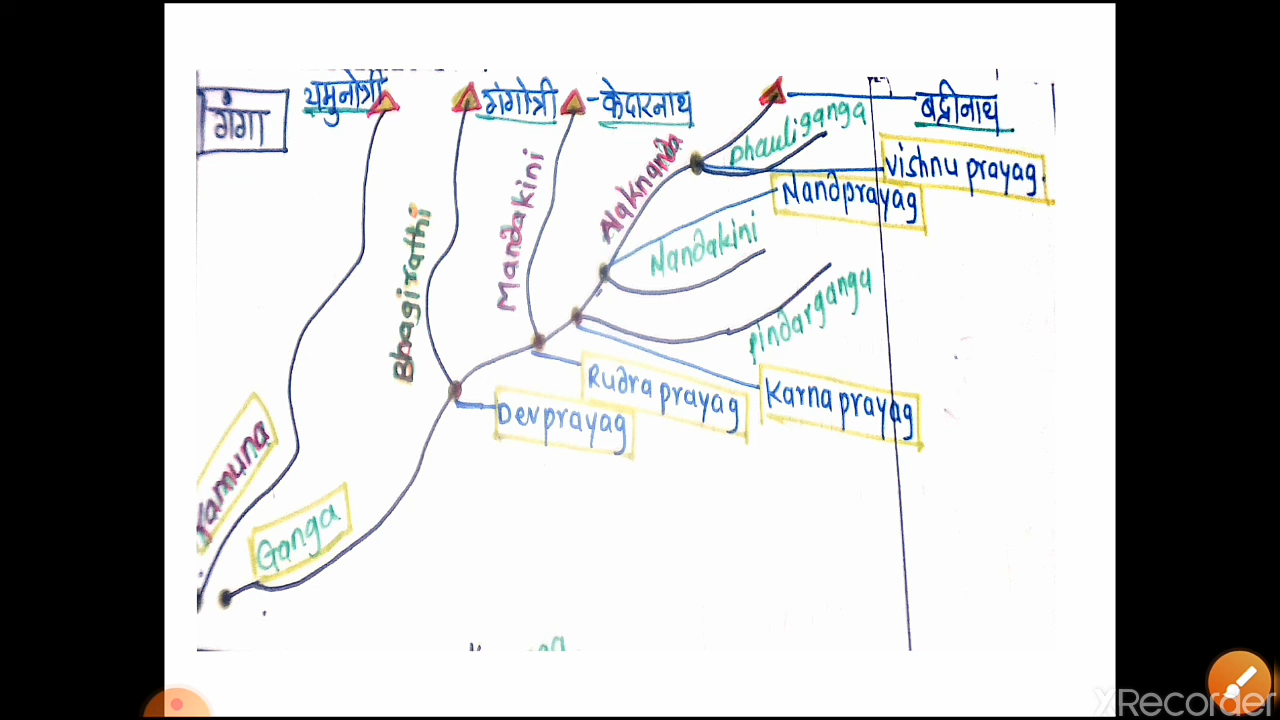 गंगा
यमुनोत्री
गंगोत्री
-केदारनाथ
बद्रीनाथ
Dhauliganga
vishnu prayag.
Nandprayag
Alaknanda
Mandakini
Bhagirathi
Nandakini
Pindarganga
Karna prayag
Rudra prayag
Devprayag
Yamuna
Ganga
XRecorder